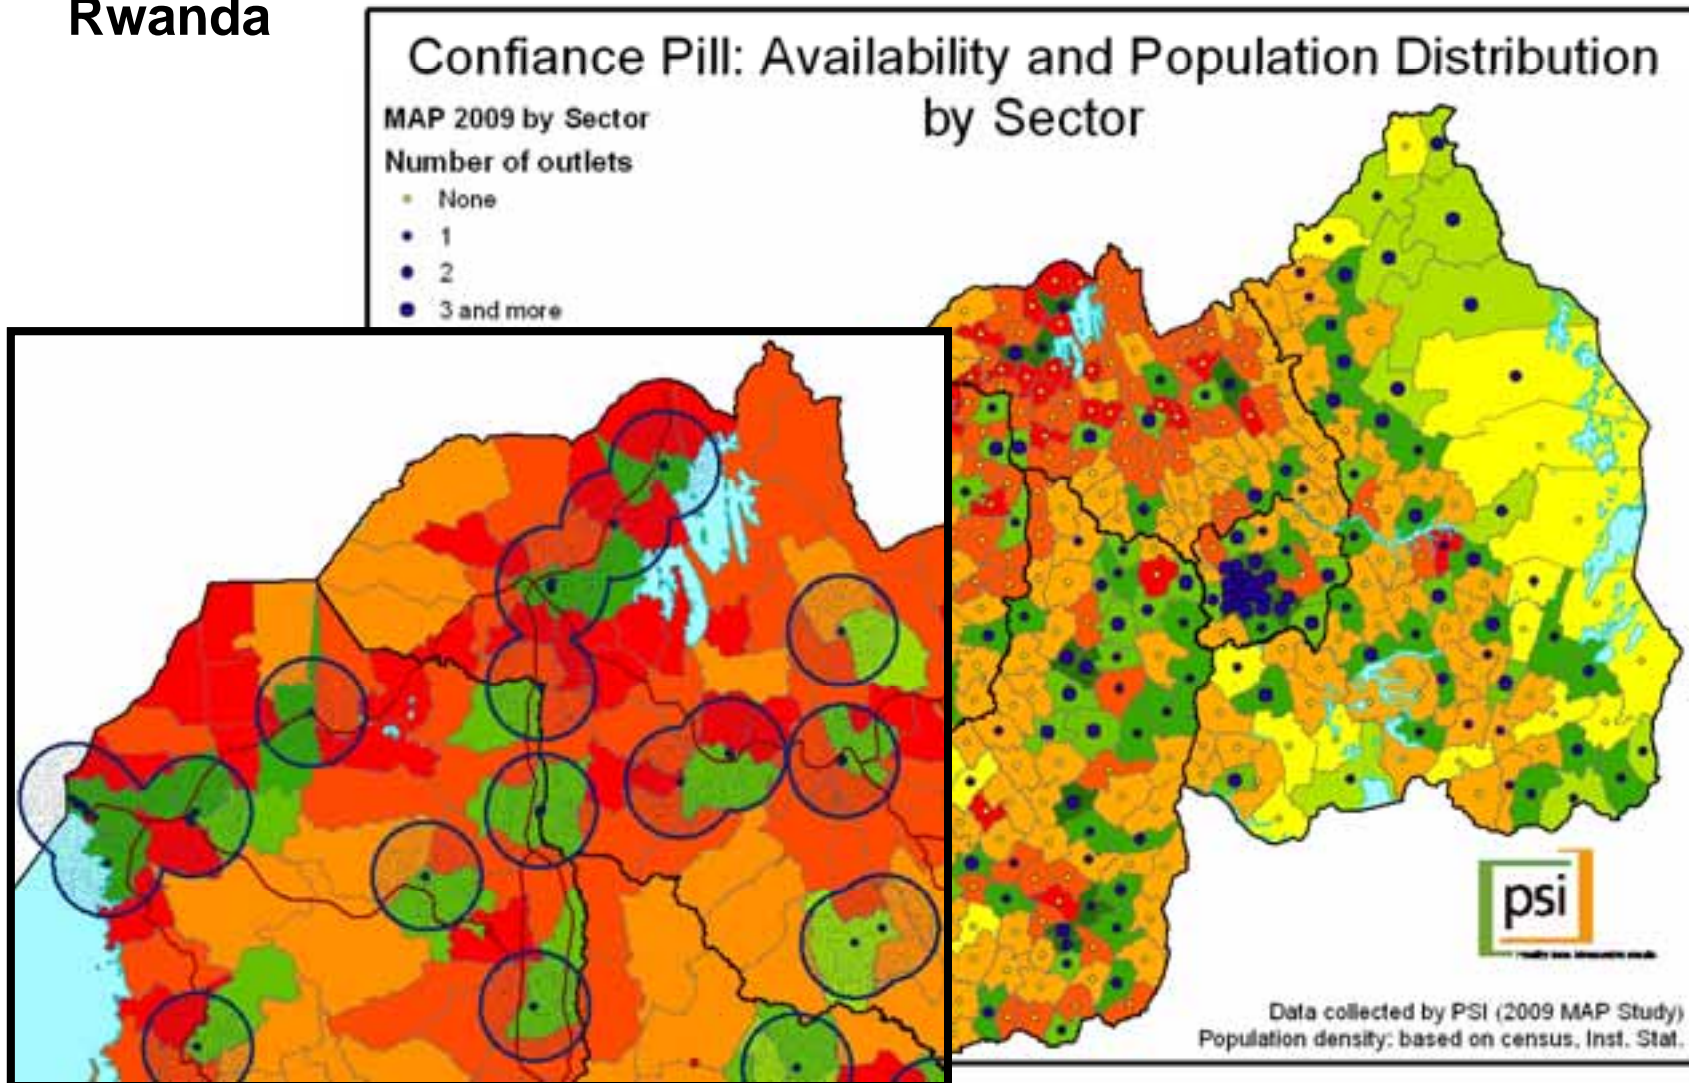 Rwanda
Confiance Pill: Availability and Population Distribution
by Sector
MAP 2009 by Sector
Number of outlets
None
1
2
3 and more
psi
Data collected by PSI (2009 MAP Study)
Population density: based on census, Inst. Stat.